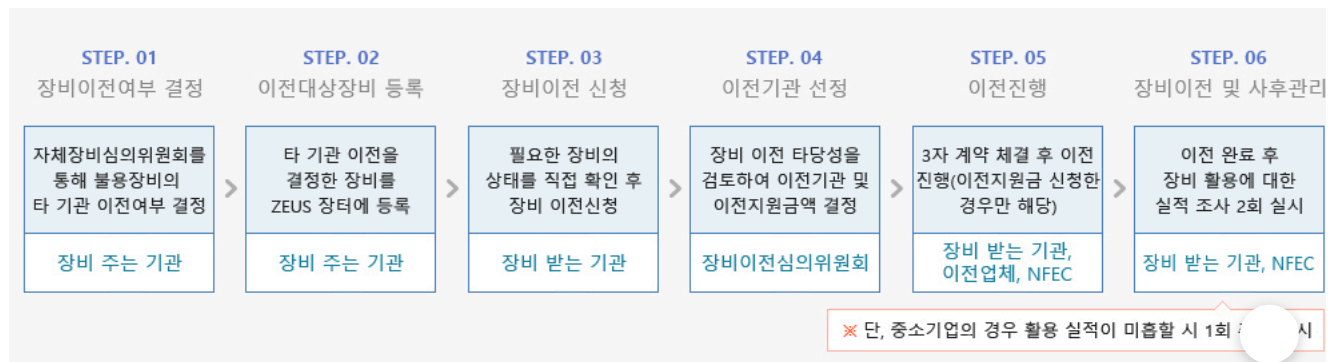 STEP. 01
장비이전여부 결정
자체장비심의위원회를
통해 불용장비의
타 기관 이전여부 결정
장비 주는 기관
STEP. 02
이전대상장비 등록
타 기관 이전을
결정한 장비를
ZEUS 장터에 등록
장비 주는 기관
STEP. 03
장비이전 신청
필요한 장비의
상태를 직접 확인 후
장비 이전신청
장비 받는 기관
STEP. 04
이전기관 선정
장비 이전 타당성을
검토하여 이전기관 및
이전지원금액 결정
장비이전심의위원회
STEP. 05
이전진행
3자 계약 체결 후 이전
진행(이전지원금 신청한
경우만 해당)
장비 받는 기관,
이전업체, NFEC
STEP. 06
장비이전 및 사후관리
이전 완료 후
장비 활용에 대한
실적 조사 2회 실시
장비 받는 기관, NFEC
※ 단, 중소기업의 경우 활용 실적이 미흡할 시 1회